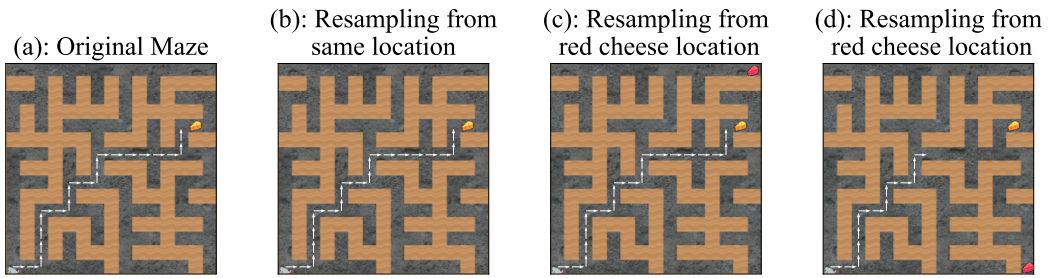 (a): Original Maze
(b): Resampling from
same location
(c): Resampling from
red cheese location
(d): Resampling from
red cheese location